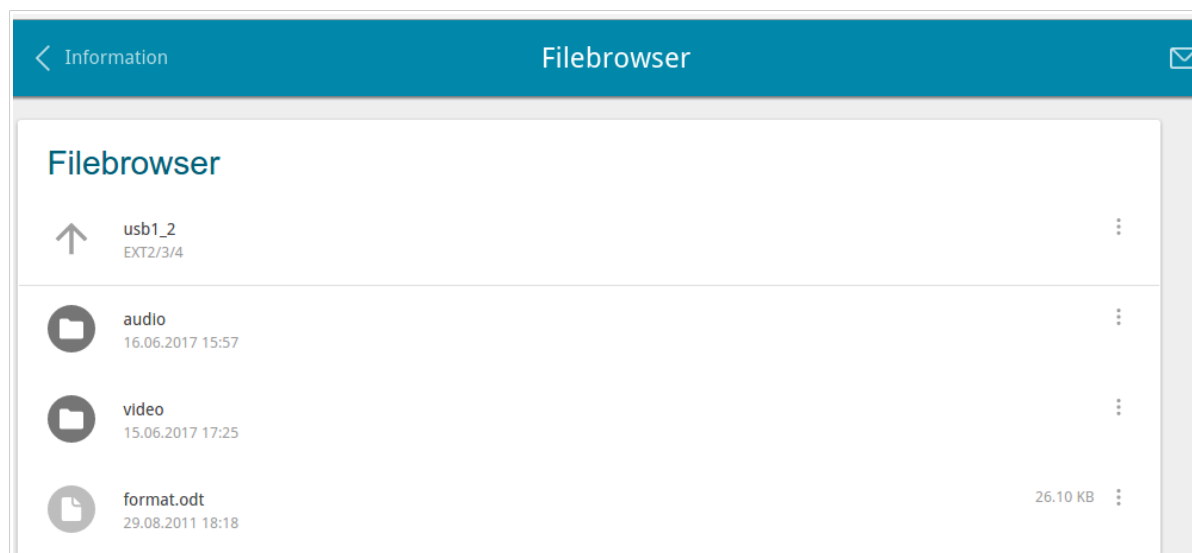 Information
Filebrowser
Filebrowser
usb1_2
EXT2/3/4
audio
16.06.2017 15:57
video
15.06.2017 17:25
format.odt
26.10 KB
29.08.2011 18:18